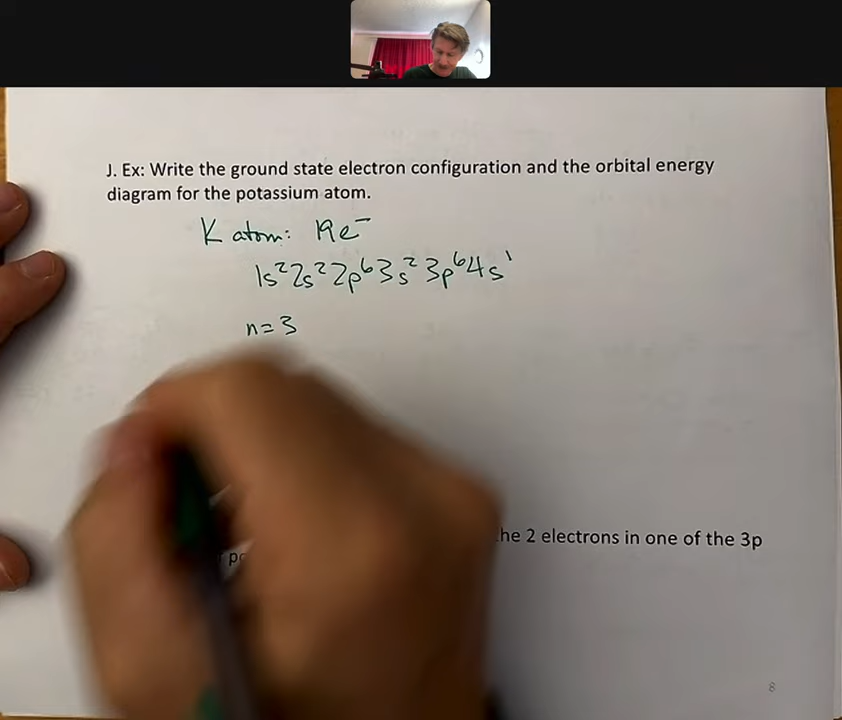 J. Ex: Write the ground state electron configuration and the orbital energy
diagram for the potassium atom.
K atom: 19e⁻
1s²2s²2p⁶3s²3p⁶4s¹
n=3
he 2 electrons in one of the 3p
8